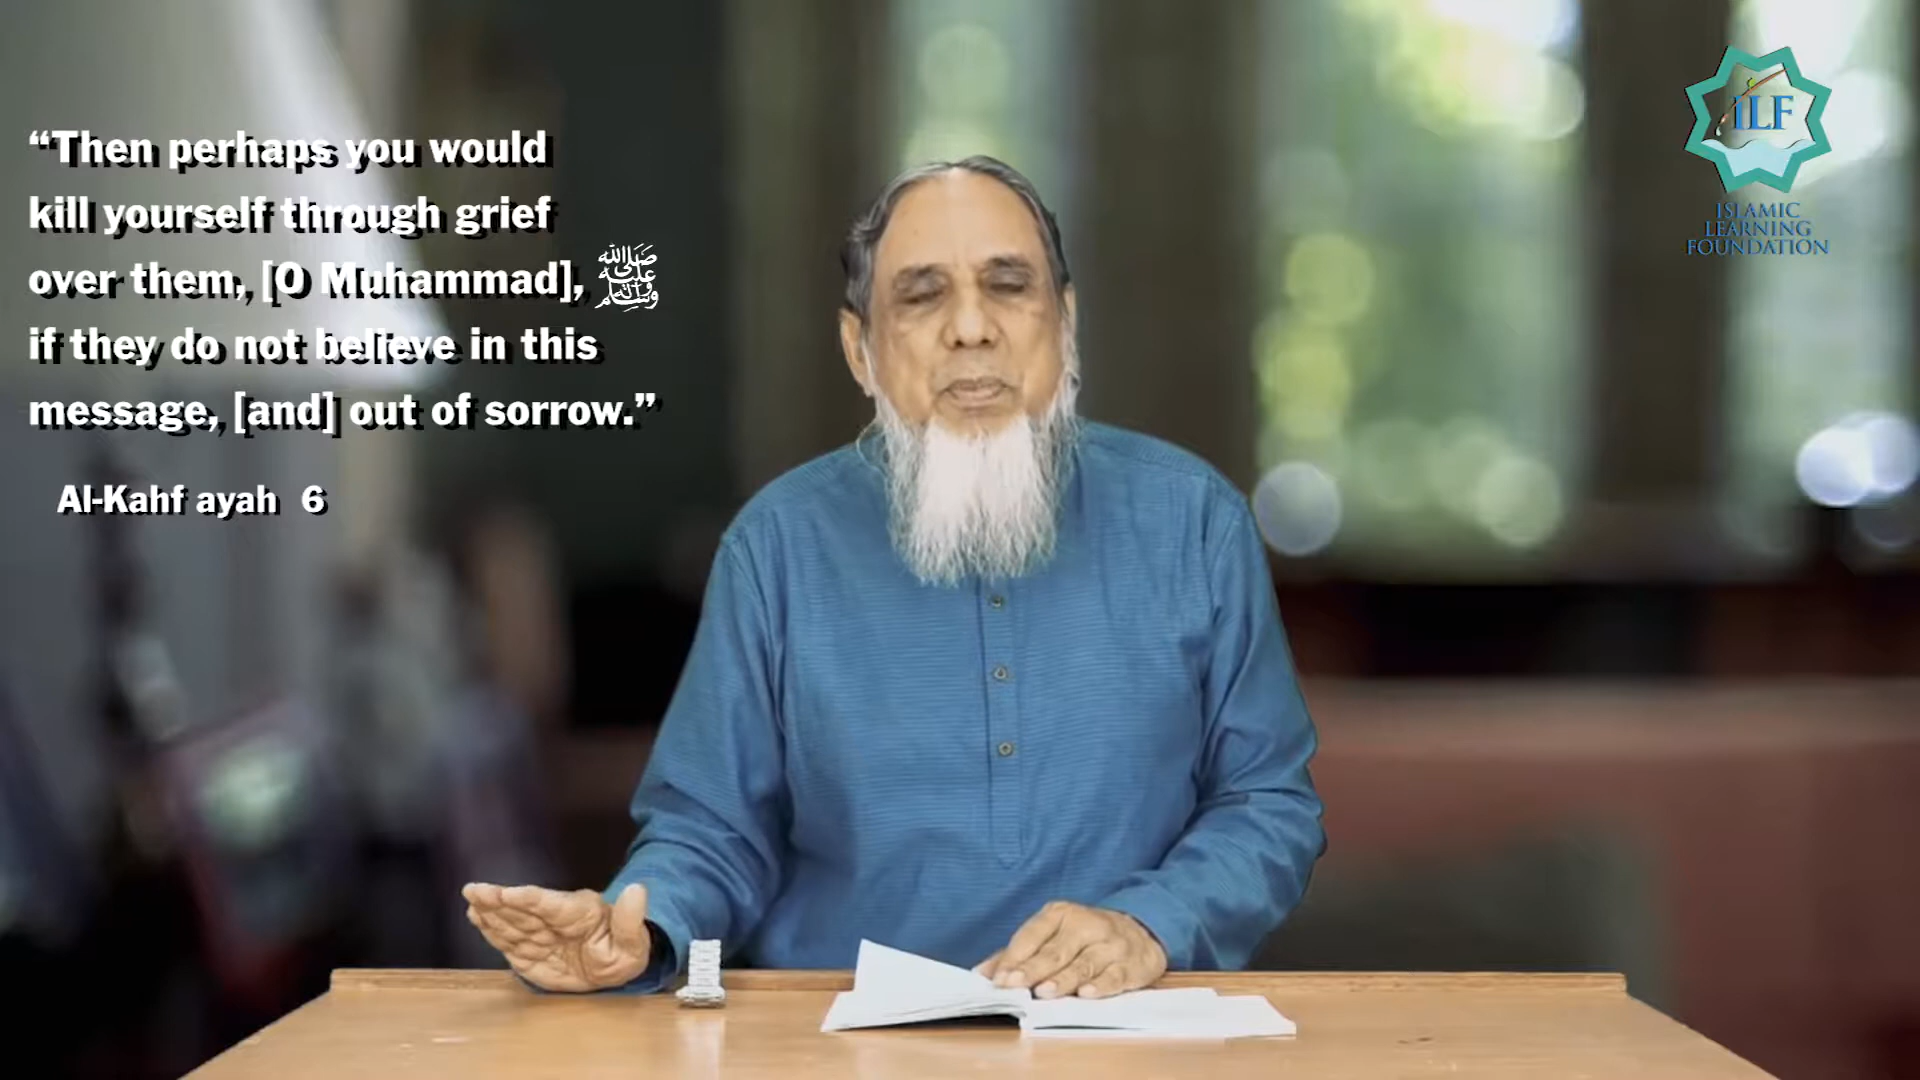 “Then perhaps you would
kill yourself through grief
over them, [O Muhammad], ﷺ
if they do not believe in this
message, [and] out of sorrow.”
Al-Kahf ayah 6
ILF
ISLAMIC
LEARNING
FOUNDATION